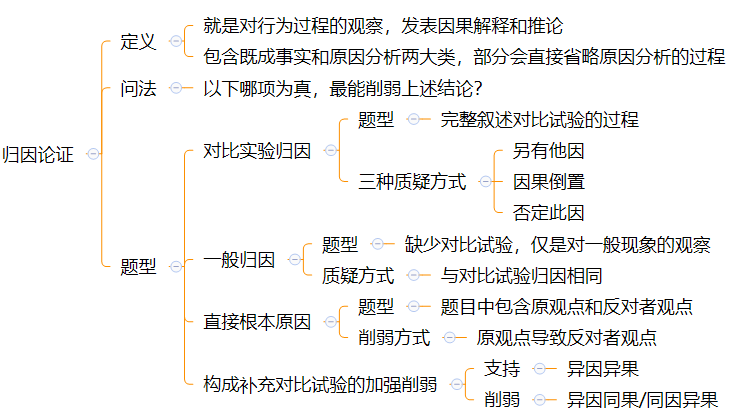 归因论证
定义
就是对行为过程的观察，发表因果解释和推论
包含既成事实和原因分析两大类，部分会直接省略原因分析的过程
问法
以下哪项为真，最能削弱上述结论？
题型
对比实验归因
题型
完整叙述对比试验的过程
三种质疑方式
另有他因
因果倒置
否定此因
一般归因
题型
缺少对比试验，仅是对一般现象的观察
质疑方式
与对比试验归因相同
直接根本原因
题型
题目中包含原观点和反对者观点
削弱方式
原观点导致反对者观点
构成补充对比试验的加强削弱
支持
异因异果
削弱
异因同果/同因异果